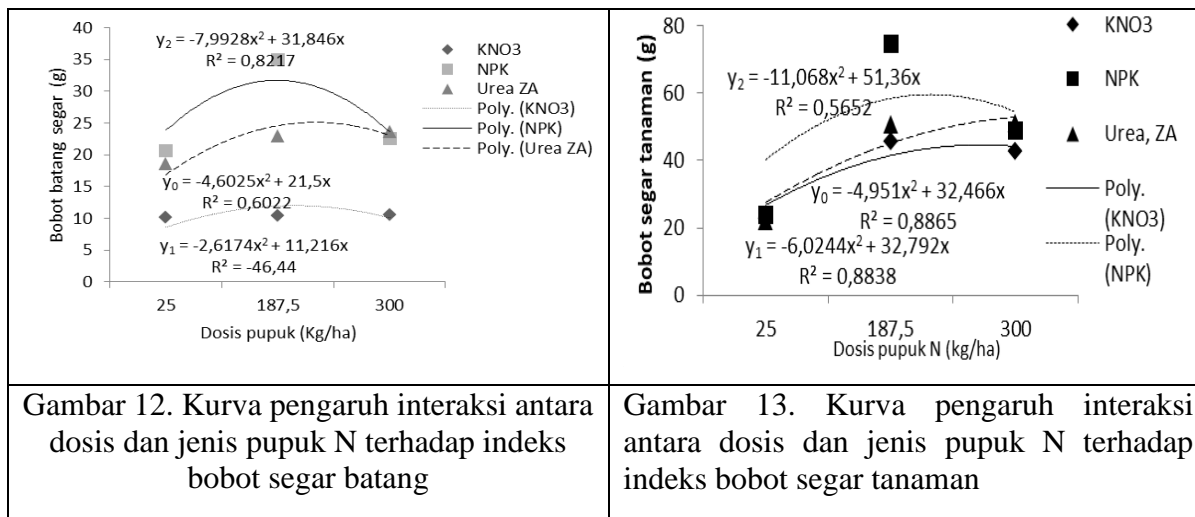 40
35
30
25
20
15
10
5
0
Bobot batang segar (g)
y₂ = -7,9928x² + 31,846x
R² = 0,8217
y₀ = -4,6025x² + 21,5x
R² = 0,6022
y₁ = -2,6174x² + 11,216x
R² = -46,44
25 187,5 300
Dosis pupuk (Kg/ha)
KNO3
NPK
Urea ZA
Poly. (KNO3)
Poly. (NPK)
Poly. (Urea ZA)
Gambar 12. Kurva pengaruh interaksi antara
dosis dan jenis pupuk N terhadap indeks
bobot segar batang
80
60
40
20
0
Bobot segar tanaman (g)
y₂ = -11,068x² + 51,36x
R² = 0,5652
y₀ = -4,951x² + 32,466x
R² = 0,8865
y₁ = -6,0244x² + 32,792x
R² = 0,8838
25 187,5 300
Dosis pupuk N (kg/ha)
KNO3
NPK
Urea, ZA
Poly.
(KNO3)
Poly.
(NPK)
Gambar 13. Kurva pengaruh interaksi
antara dosis dan jenis pupuk N terhadap
indeks bobot segar tanaman